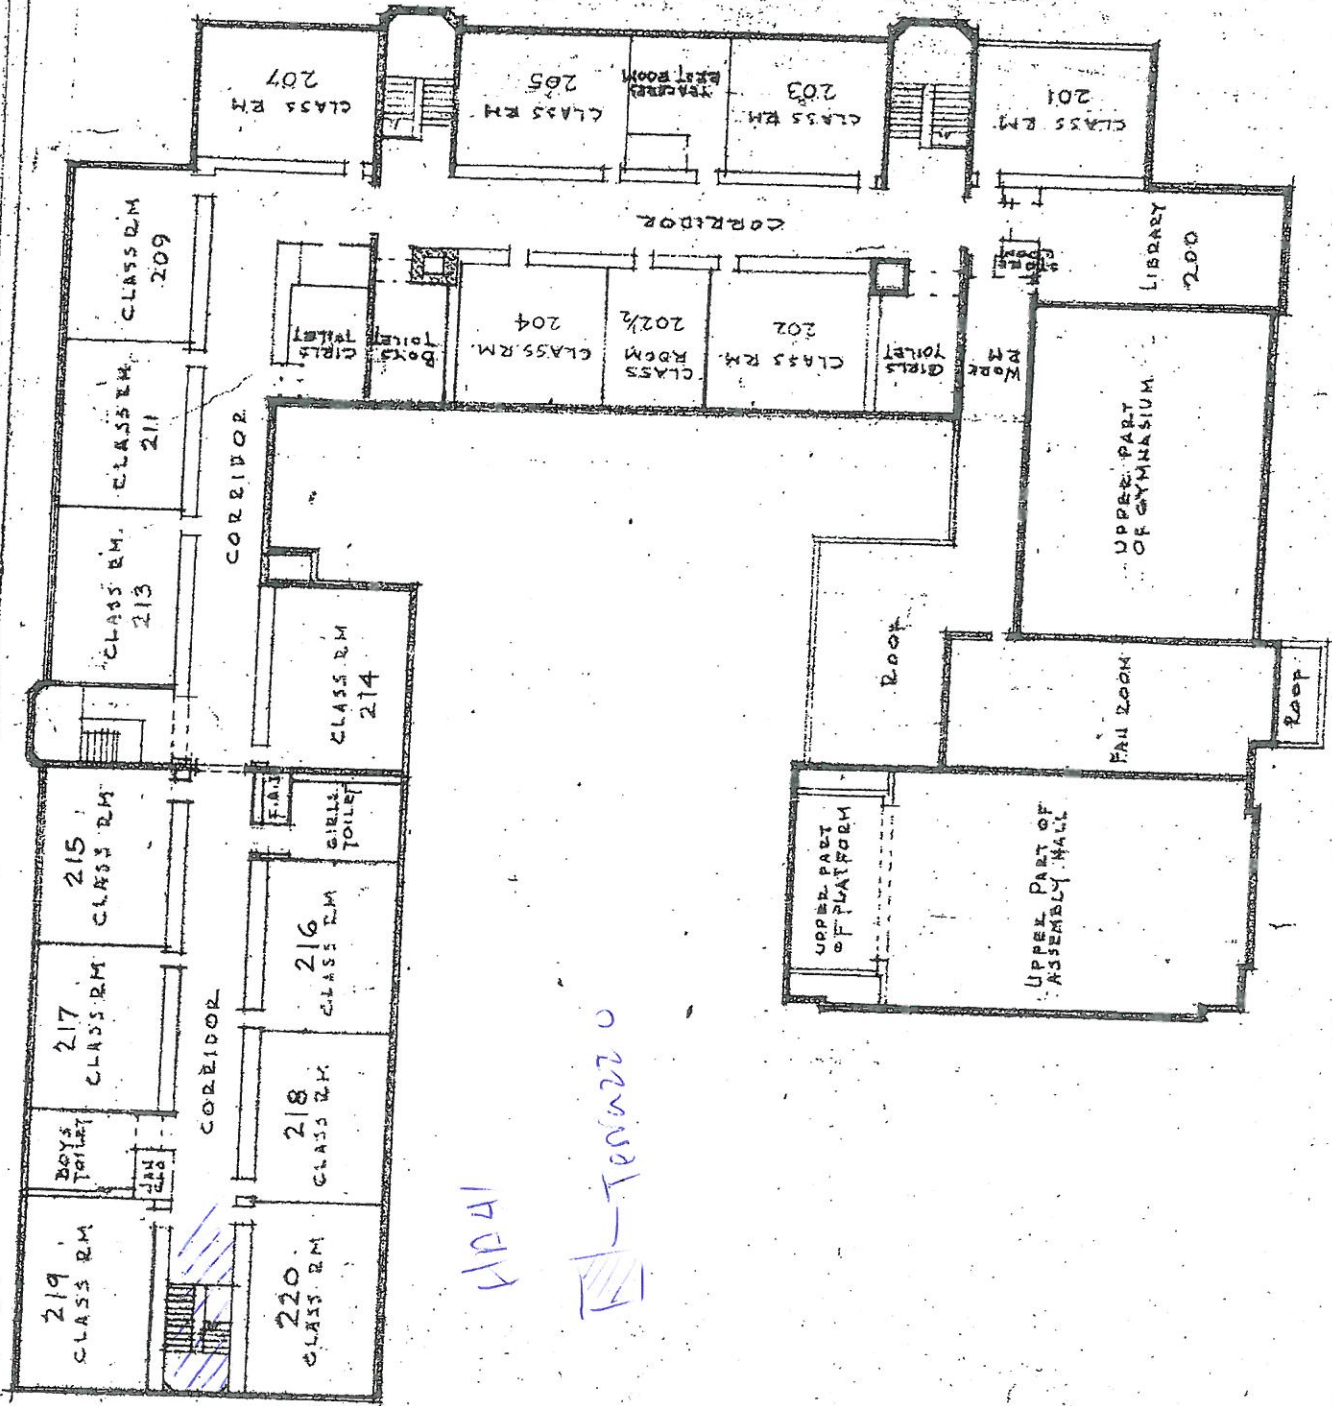 207
CLASS RM
205
CLASS RM
TEACHERS
REST ROOM
203
CLASS RM
201
CLASS RM.
CLASS RM
209
CLASS RM.
211
CLASS RM.
213
CORRIDOR
CORRIDOR
GIRLS
TOILET
BOYS
TOILET
204
CLASS RM.
202½
CLASS
ROOM
202
CLASS RM.
GIRLS
TOILET
WORK
RM
LIBRARY
200
UPPER PART
OF GYMNASIUM
ROOF
FAN ROOM
ROOF
CLASS RM
214
F.A.I
GIRLS
TOILET
215
CLASS RM
217
CLASS RM
216
CLASS RM
218
CLASS RM
CORRIDOR
BOYS
TOILET
JAN
CLO
219
CLASS RM
220
CLASS RM
UPPER PART
OF PLATFORM
UPPER PART OF
ASSEMBLY HALL
Terrazzo